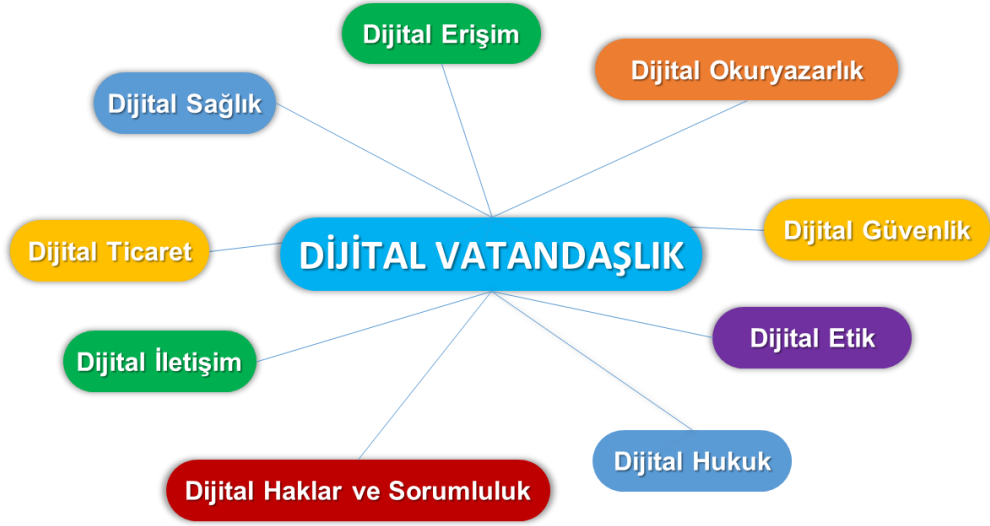 Dijital Erişim
Dijital Okuryazarlık
Dijital Sağlık
Dijital Güvenlik
DİJİTAL VATANDAŞLIK
Dijital Ticaret
Dijital Etik
Dijital İletişim
Dijital Hukuk
Dijital Haklar ve Sorumluluk